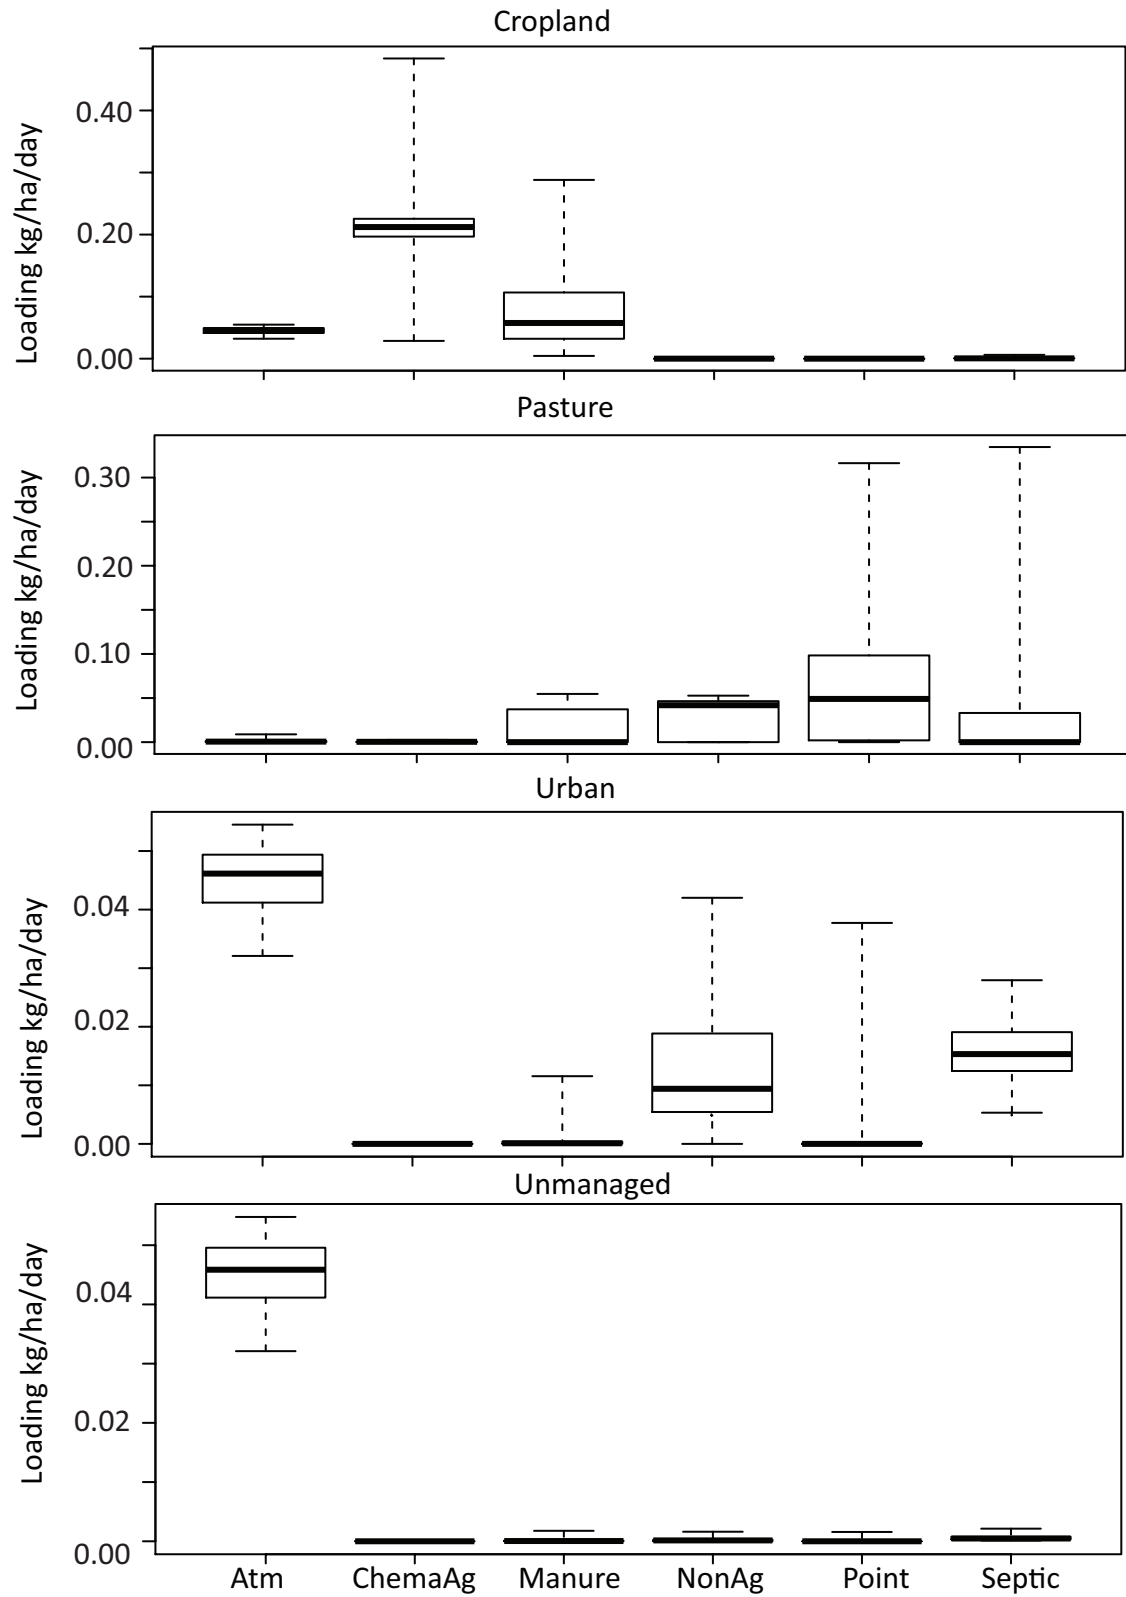 Cropland
Loading kg/ha/day
0.40
0.20
0.00
Pasture
Loading kg/ha/day
0.30
0.20
0.10
0.00
Urban
Loading kg/ha/day
0.04
0.02
0.00
Unmanaged
Loading kg/ha/day
0.04
0.02
0.00
Atm ChemaAg Manure NonAg Point Septic